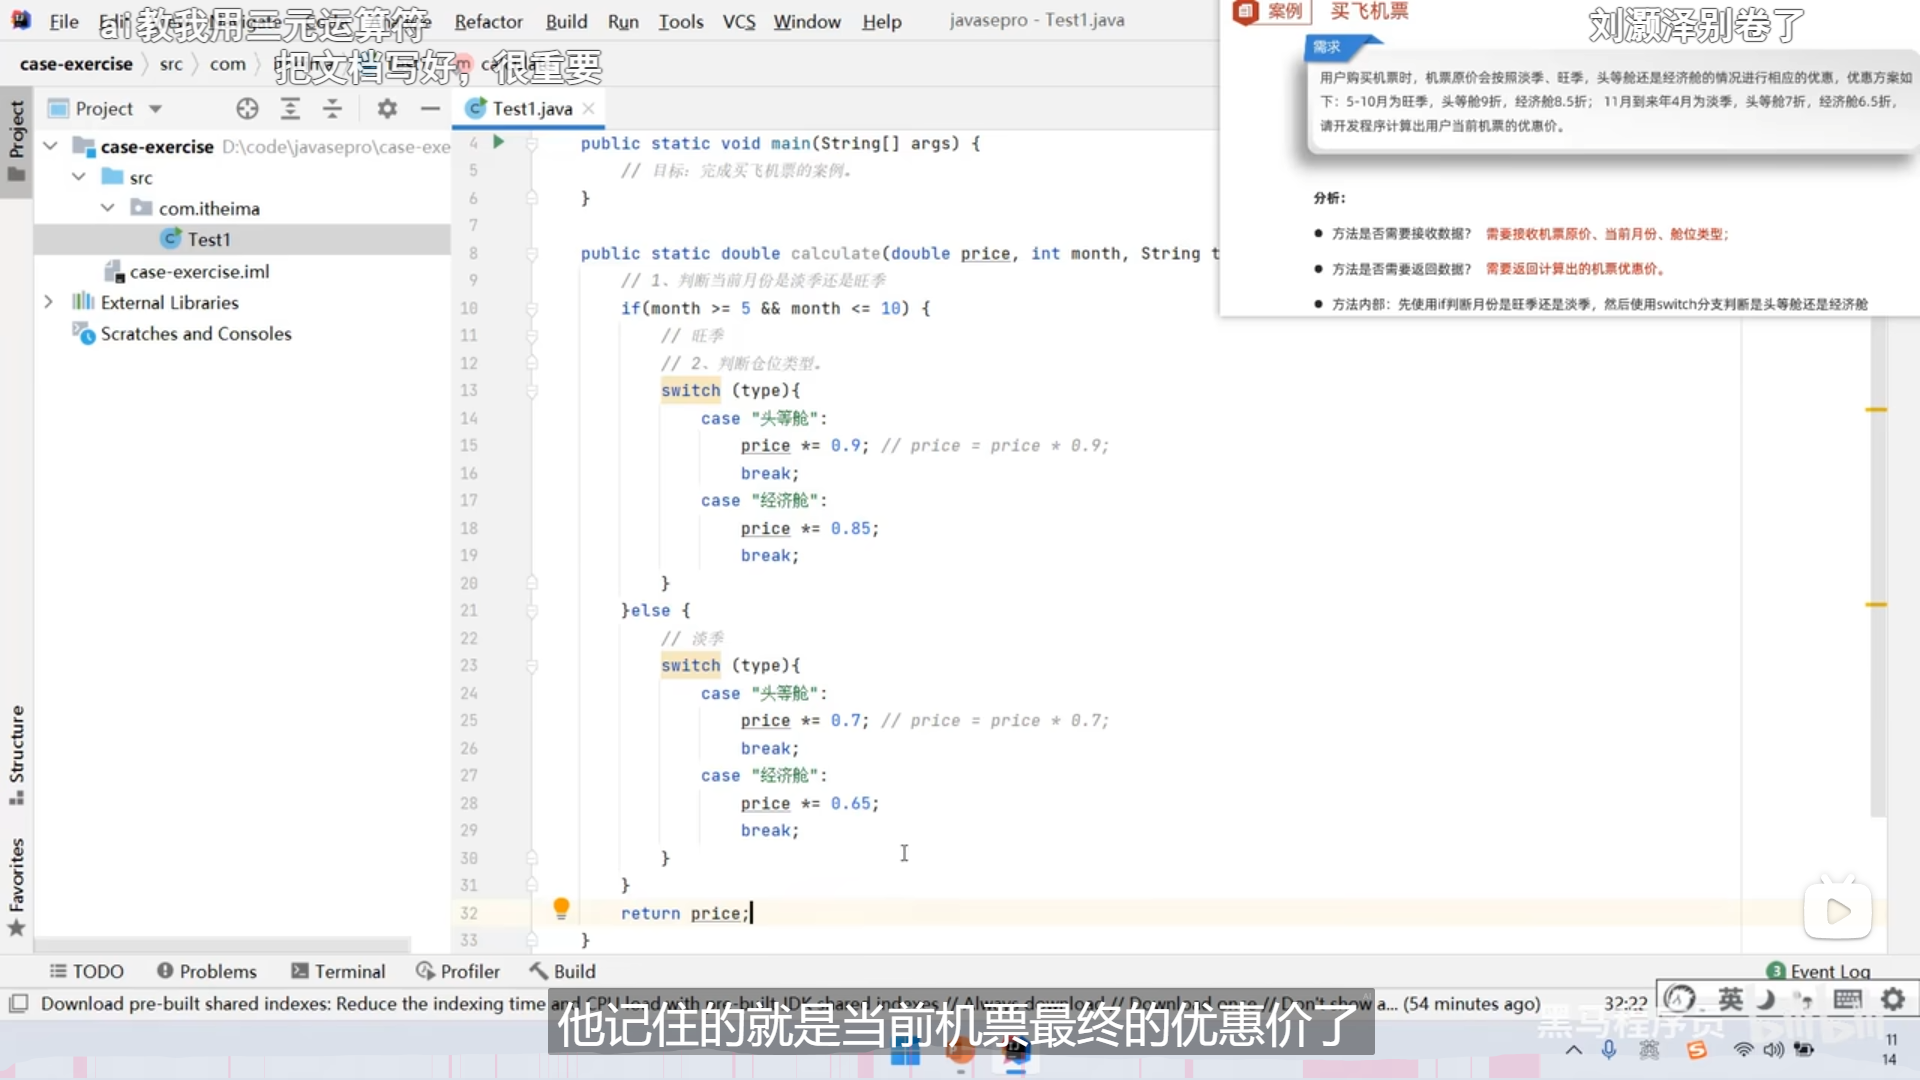 File
Refactor Build Run Tools VCS Window Help
javasepro - Test1.java
ai教我用三元运算符
刘灏泽别卷了
case-exercise src com
把文档写好，很重要
案例 买飞机票
需求
用户购买机票时，机票原价会按照淡季、旺季，头等舱还是经济舱的情况进行相应的优惠，优惠方案如
下：5-10月为旺季，头等舱9折，经济舱8.5折； 11月到来年4月为淡季，头等舱7折，经济舱6.5折，
请开发程序计算出用户当前机票的优惠价。
分析：
● 方法是否需要接收数据? 需要接收机票原价、当前月份、舱位类型;
● 方法是否需要返回数据? 需要返回计算出的机票优惠价。
● 方法内部：先使用if判断月份是旺季还是淡季，然后使用switch分支判断是头等舱还是经济舱
Project
Project
Test1.java
case-exercise D:\code\javasepro\case-exe
src
com.itheima
Test1
case-exercise.iml
External Libraries
Scratches and Consoles
Structure
Favorites
4 public static void main(String[] args) {
5 // 目标：完成买飞机票的案例。
6 }
7
8 public static double calculate(double price, int month, String t
9 // 1、判断当前月份是淡季还是旺季
10 if(month >= 5 && month <= 10) {
11 // 旺季
12 // 2、判断仓位类型。
13 switch (type){
14 case "头等舱":
15 price *= 0.9; // price = price * 0.9;
16 break;
17 case "经济舱":
18 price *= 0.85;
19 break;
20 }
21 }else {
22 // 淡季
23 switch (type){
24 case "头等舱":
25 price *= 0.7; // price = price * 0.7;
26 break;
27 case "经济舱":
28 price *= 0.65;
29 break;
30 }
31 }
32 return price;
33 }
TODO Problems Terminal Profiler Build
3 Event Log
Download pre-built shared indexes: Reduce the indexing time and CPU load with pre-built JDK shared indexes // Always download // Download once // Don't show a... (54 minutes ago)
32:22
英
他记住的就是当前机票最终的优惠价了
黑马程序员 bilibili
英
11
14